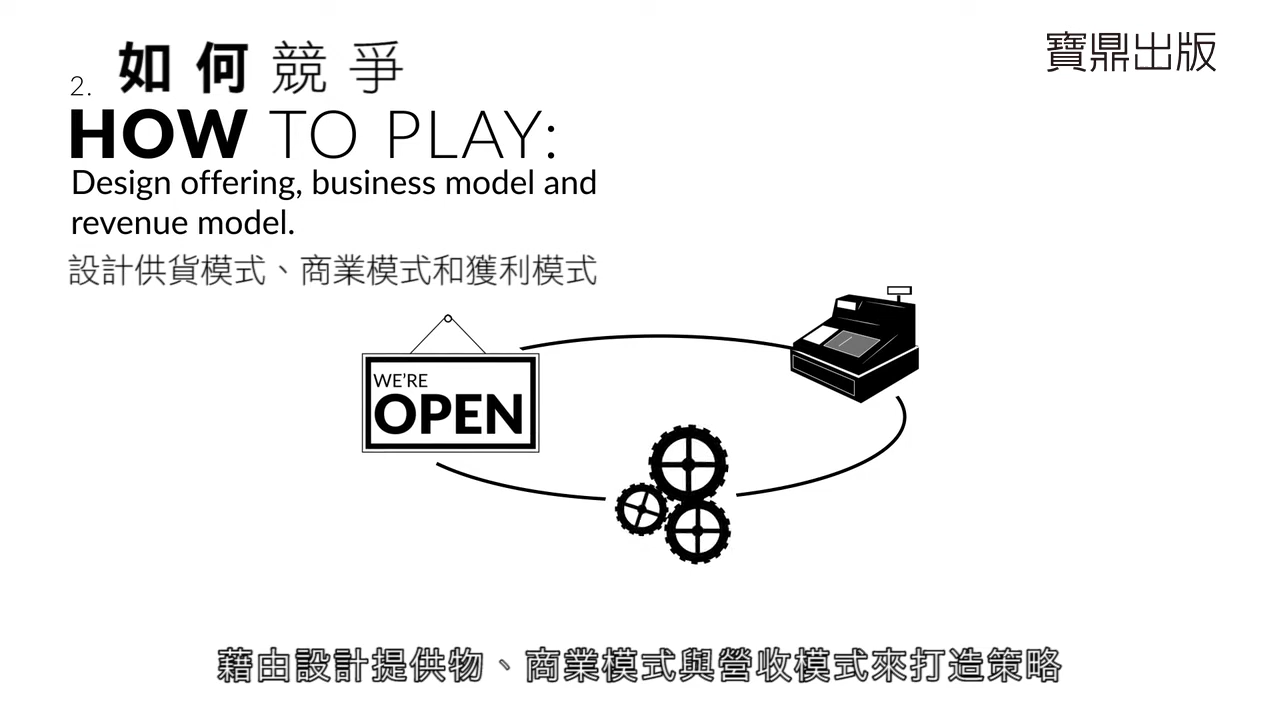 寶鼎出版
2. 如何競爭
HOW TO PLAY:
Design offering, business model and
revenue model.
設計供貨模式、商業模式和獲利模式
WE'RE
OPEN
藉由設計提供物、商業模式與營收模式來打造策略